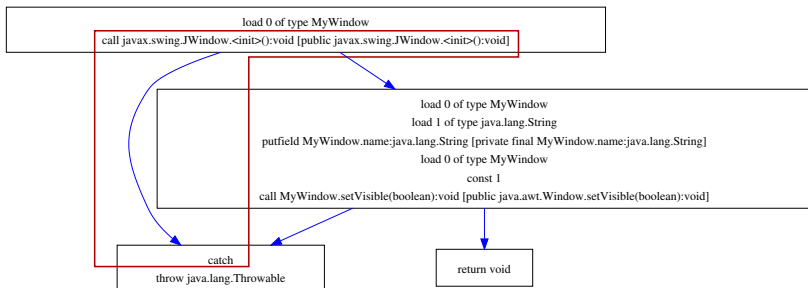 load 0 of type MyWindow
call javax.swing.JWindow.<init>():void [public javax.swing.JWindow.<init>():void]
load 0 of type MyWindow
load 1 of type java.lang.String
putfield MyWindow.name:java.lang.String [private final MyWindow.name:java.lang.String]
load 0 of type MyWindow
const 1
call MyWindow.setVisible(boolean):void [public java.awt.Window.setVisible(boolean):void]
catch
throw java.lang.Throwable
return void